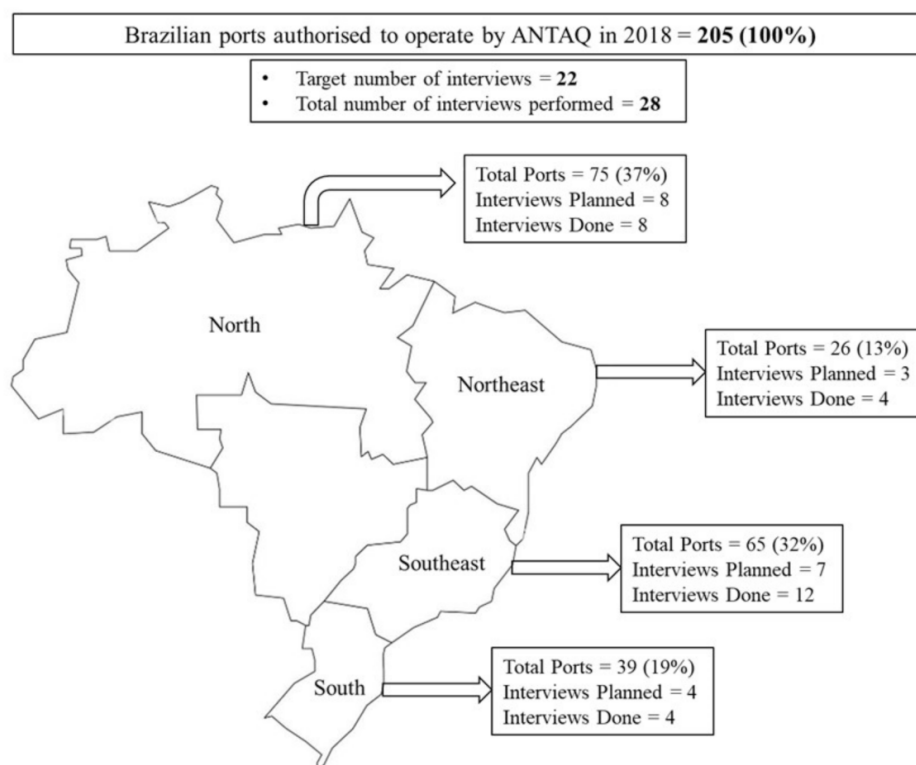 Brazilian ports authorised to operate by ANTAQ in 2018 = 205 (100%)
• Target number of interviews = 22
• Total number of interviews performed = 28
Total Ports = 75 (37%)
Interviews Planned = 8
Interviews Done = 8
North
Northeast
Total Ports = 26 (13%)
Interviews Planned = 3
Interviews Done = 4
Southeast
Total Ports = 65 (32%)
Interviews Planned = 7
Interviews Done = 12
South
Total Ports = 39 (19%)
Interviews Planned = 4
Interviews Done = 4